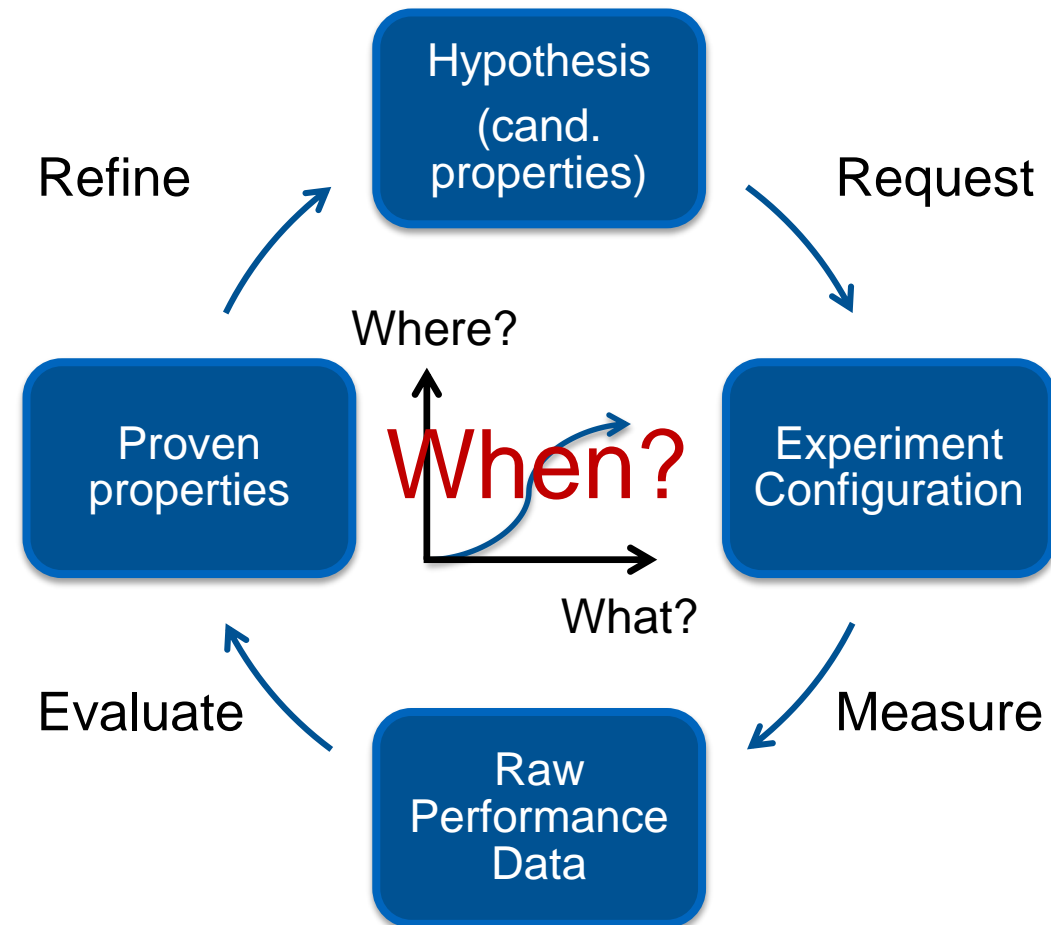 Hypothesis
(cand.
properties)
Refine
Request
Where?
Proven
properties
When?
Experiment
Configuration
What?
Evaluate
Measure
Raw
Performance
Data